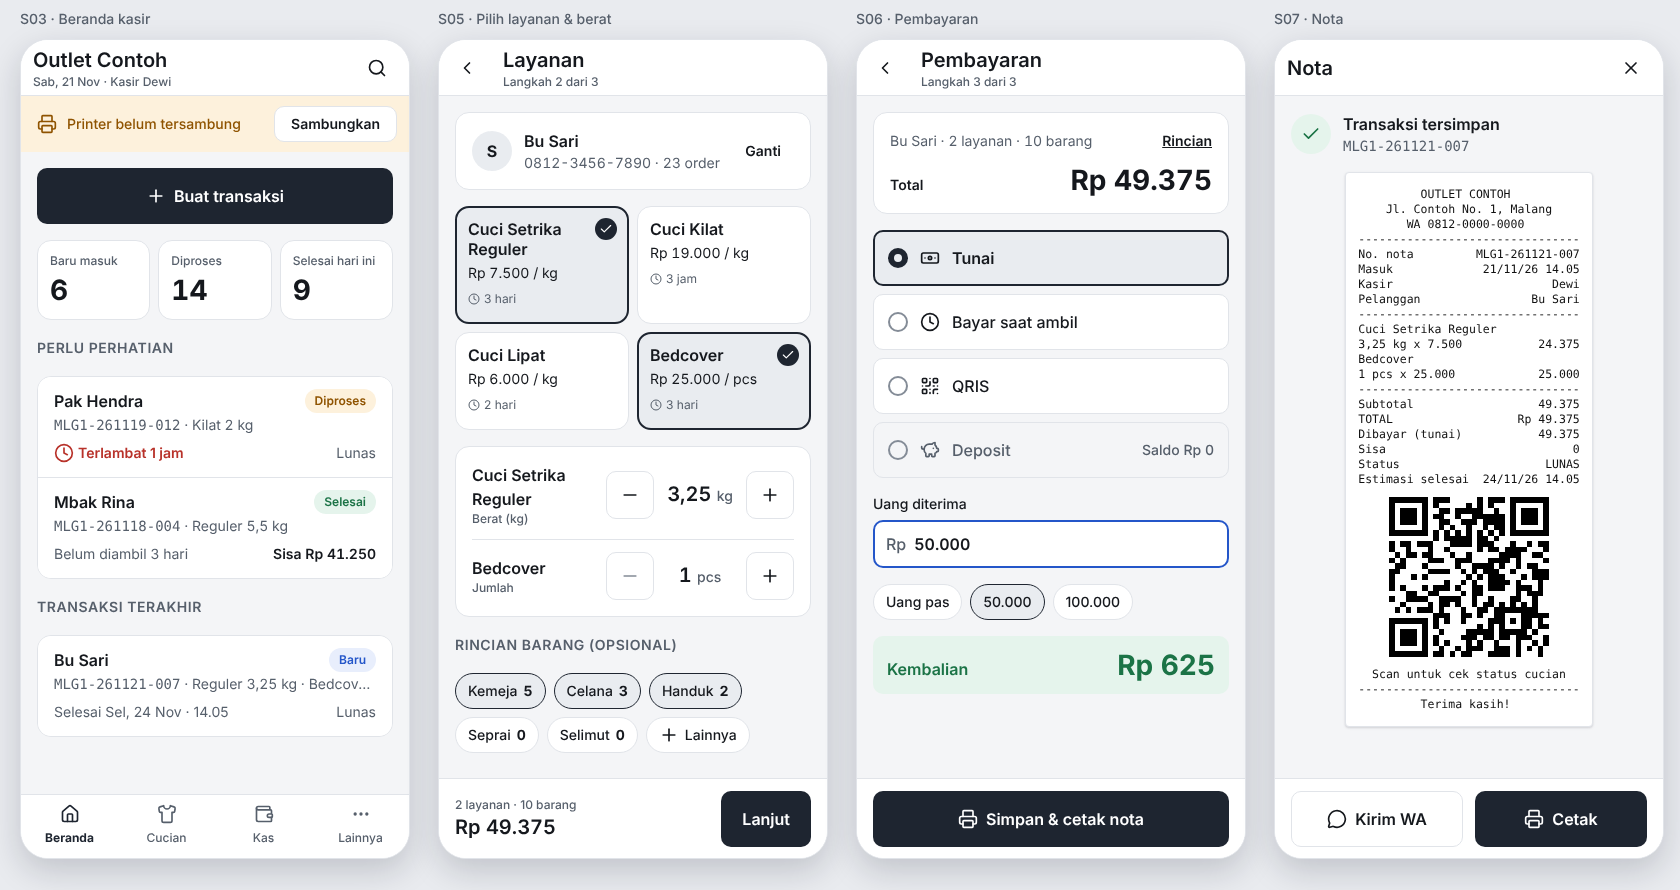 S03 · Beranda kasir
Outlet Contoh
Sab, 21 Nov · Kasir Dewi
Printer belum tersambung
Sambungkan
Buat transaksi
Baru masuk
6
Diproses
14
Selesai hari ini
9
PERLU PERHATIAN
Pak Hendra
Diproses
MLG1-261119-012 · Kilat 2 kg
Terlambat 1 jam
Lunas
Mbak Rina
Selesai
MLG1-261118-004 · Reguler 5,5 kg
Belum diambil 3 hari
Sisa Rp 41.250
TRANSAKSI TERAKHIR
Bu Sari
Baru
MLG1-261121-007 · Reguler 3,25 kg · Bedcov...
Selesai Sel, 24 Nov · 14.05
Lunas
Beranda
Cucian
Kas
Lainnya
S05 · Pilih layanan & berat
Layanan
Langkah 2 dari 3
S
Bu Sari
0812-3456-7890 · 23 order
Ganti
Cuci Setrika
Reguler
Rp 7.500 / kg
3 hari
Cuci Kilat
Rp 19.000 / kg
3 jam
Cuci Lipat
Rp 6.000 / kg
2 hari
Bedcover
Rp 25.000 / pcs
3 hari
Cuci Setrika
Reguler
Berat (kg)
3,25 kg
Bedcover
Jumlah
1 pcs
RINCIAN BARANG (OPSIONAL)
Kemeja 5
Celana 3
Handuk 2
Seprai 0
Selimut 0
Lainnya
2 layanan · 10 barang
Rp 49.375
Lanjut
S06 · Pembayaran
Pembayaran
Langkah 3 dari 3
Bu Sari · 2 layanan · 10 barang
Rincian
Total
Rp 49.375
Tunai
Bayar saat ambil
QRIS
Deposit
Saldo Rp 0
Uang diterima
Rp 50.000
Uang pas
50.000
100.000
Kembalian
Rp 625
Simpan & cetak nota
S07 · Nota
Nota
Transaksi tersimpan
MLG1-261121-007
OUTLET CONTOH
Jl. Contoh No. 1, Malang
WA 0812-0000-0000
--------------------------------
No. nota MLG1-261121-007
Masuk 21/11/26 14.05
Kasir Dewi
Pelanggan Bu Sari
--------------------------------
Cuci Setrika Reguler
3,25 kg x 7.500 24.375
Bedcover
1 pcs x 25.000 25.000
--------------------------------
Subtotal 49.375
TOTAL Rp 49.375
Dibayar (tunai) 49.375
Sisa 0
Status LUNAS
Estimasi selesai 24/11/26 14.05
Scan untuk cek status cucian
--------------------------------
Terima kasih!
Kirim WA
Cetak